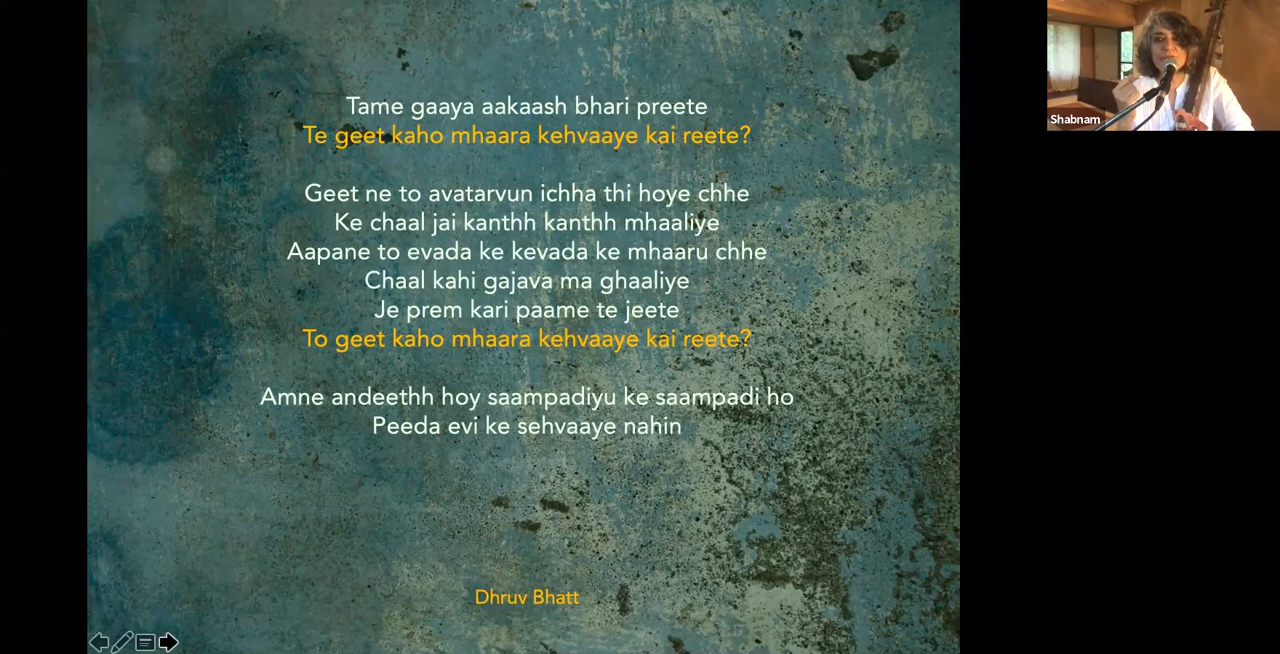 Tame gaaya aakaash bhari preete
Te geet kaho mhaara kehvaaye kai reete?
Geet ne to avatarvun ichha thi hoye chhe
Ke chaal jai kanthh kanthh mhaaliye
Aapane to evada ke kevada ke mhaaru chhe
Chaal kahi gajava ma ghaaliye
Je prem kari paame te jeete
To geet kaho mhaara kehvaaye kai reete?
Amne andeethh hoy saampadiyu ke saampadi ho
Peeda evi ke sehvaaye nahin
Dhruv Bhatt
Shabnam